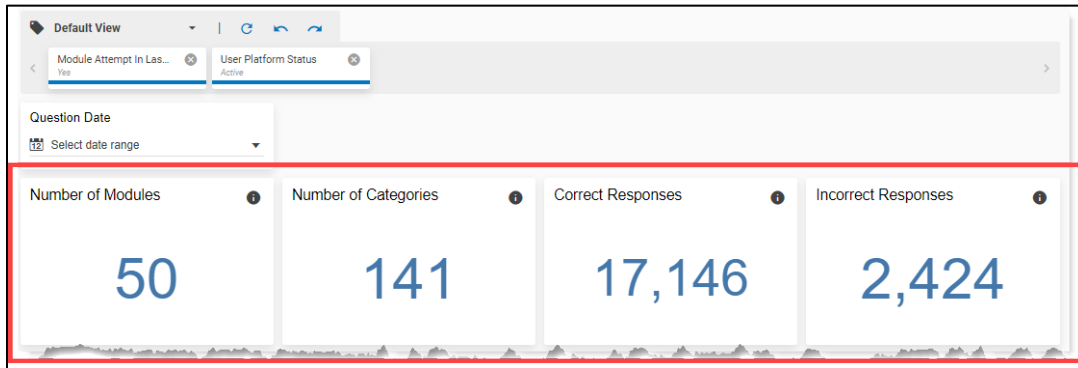 Default View
Module Attempt In Las...
Yes
User Platform Status
Active
Question Date
12 Select date range
Number of Modules
Number of Categories
Correct Responses
Incorrect Responses
50
141
17,146
2,424